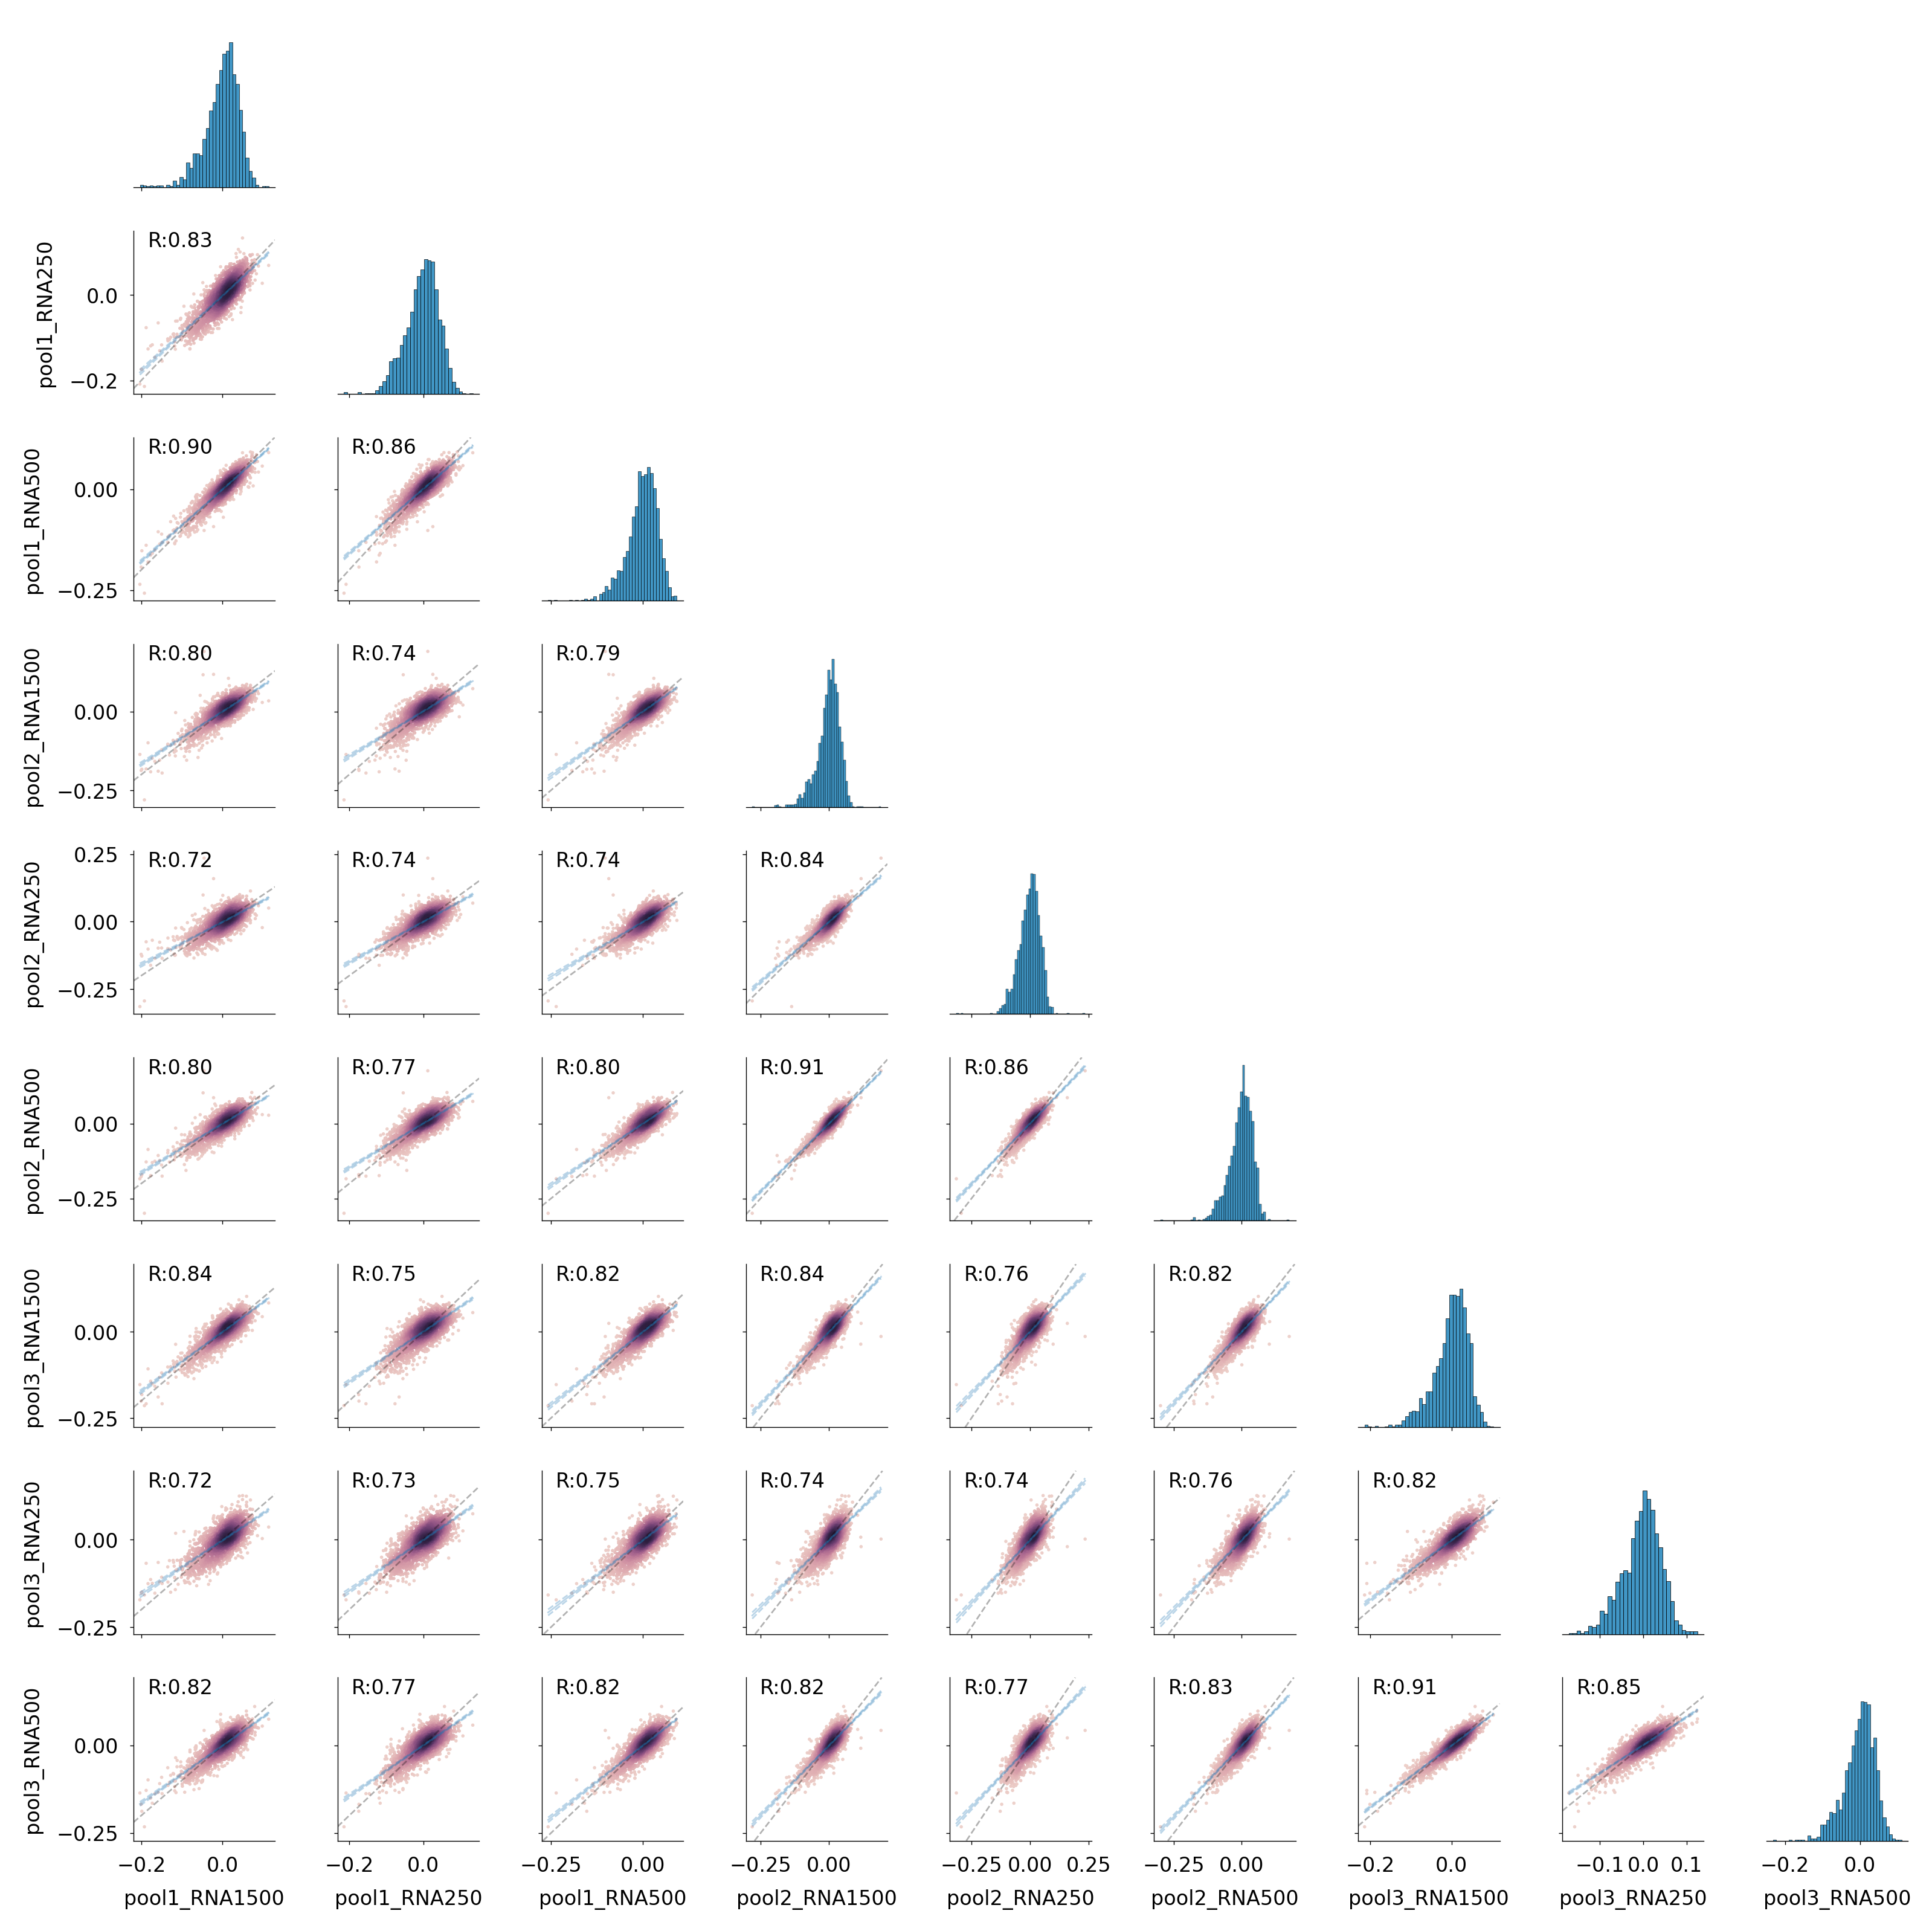 R:0.83
pool1_RNA250
0.0
−0.2
R:0.90 R:0.86
pool1_RNA500
0.00
−0.25
R:0.80 R:0.74 R:0.79
pool2_RNA1500
0.00
−0.25
0.25
R:0.72 R:0.74 R:0.74 R:0.84
pool2_RNA250
0.00
−0.25
R:0.80 R:0.77 R:0.80 R:0.91 R:0.86
pool2_RNA500
0.00
−0.25
R:0.84 R:0.75 R:0.82 R:0.84 R:0.76 R:0.82
pool3_RNA1500
0.00
−0.25
R:0.72 R:0.73 R:0.75 R:0.74 R:0.74 R:0.76 R:0.82
pool3_RNA250
0.00
−0.25
R:0.82 R:0.77 R:0.82 R:0.82 R:0.77 R:0.83 R:0.91 R:0.85
pool3_RNA500
0.00
−0.25
−0.2 0.0 −0.2 0.0 −0.25 0.00 −0.25 0.00 −0.25 0.00 0.25 −0.25 0.00 −0.2 0.0 −0.1 0.0 0.1 −0.2 0.0
pool1_RNA1500 pool1_RNA250 pool1_RNA500 pool2_RNA1500 pool2_RNA250 pool2_RNA500 pool3_RNA1500 pool3_RNA250 pool3_RNA500